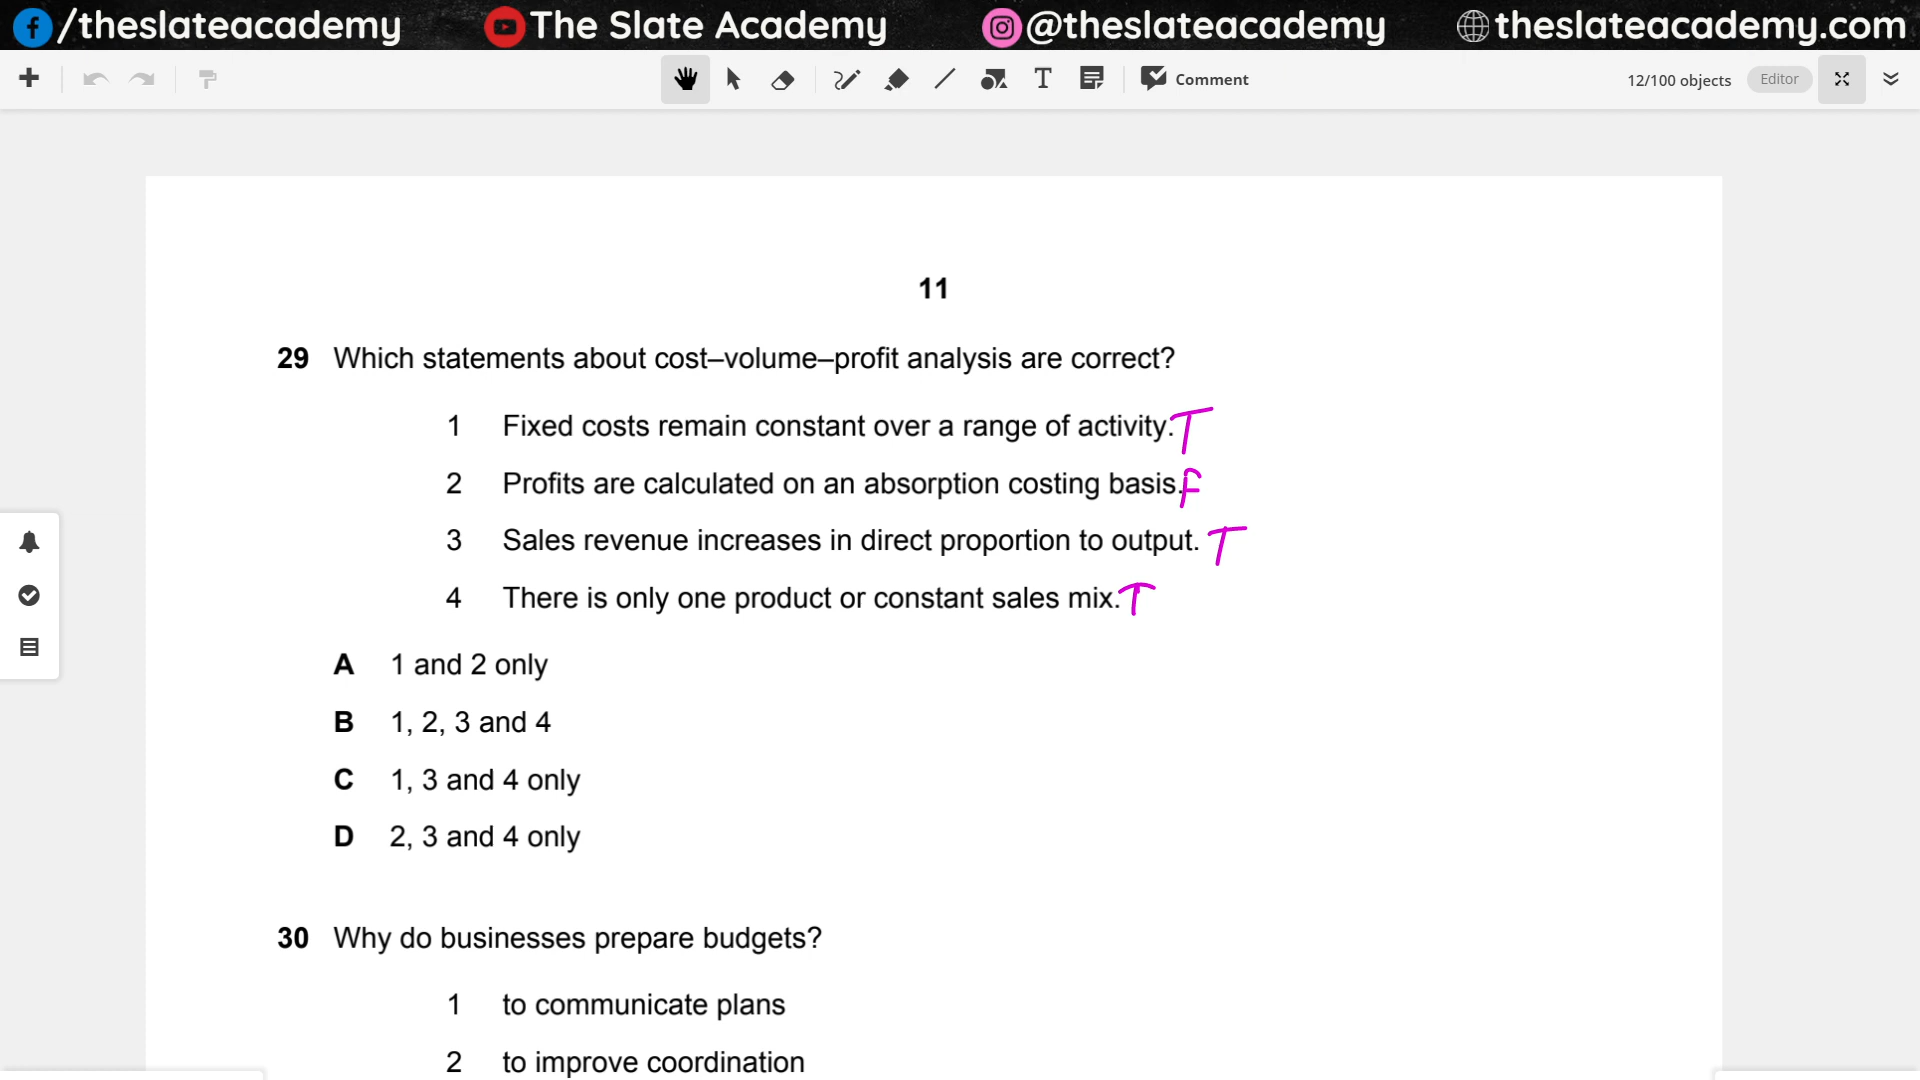 /theslateacademy The Slate Academy @theslateacademy theslateacademy.com
Comment 12/100 objects Editor
11
29 Which statements about cost–volume–profit analysis are correct?
1 Fixed costs remain constant over a range of activity. T
2 Profits are calculated on an absorption costing basis. F
3 Sales revenue increases in direct proportion to output. T
4 There is only one product or constant sales mix. T
A 1 and 2 only
B 1, 2, 3 and 4
C 1, 3 and 4 only
D 2, 3 and 4 only
30 Why do businesses prepare budgets?
1 to communicate plans
2 to improve coordination